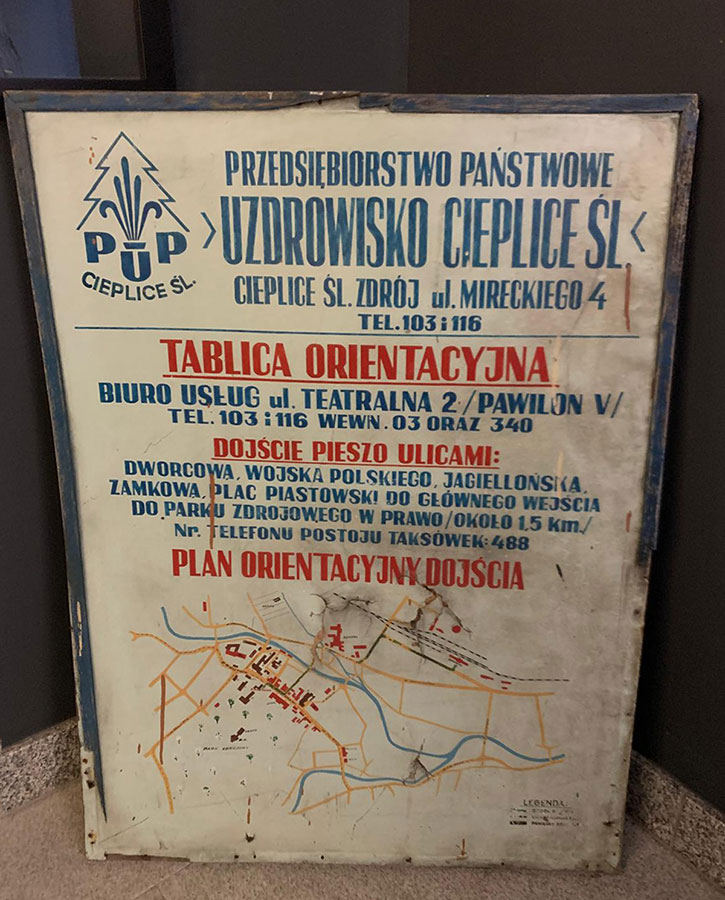 PUP
CIEPLICE ŚL.
PRZEDSIĘBIORSTWO PAŃSTWOWE
>UZDROWISKO CIEPLICE ŚL.<
CIEPLICE ŚL. ZDRÓJ ul. MIRECKIEGO 4
TEL. 103 i 116
TABLICA ORIENTACYJNA
BIURO USŁUG ul. TEATRALNA 2 /PAWILON V/
TEL. 103 i 116 WEWN. 03 ORAZ 340
DOJŚCIE PIESZO ULICAMI:
DWORCOWA, WOJSKA POLSKIEGO, JAGIELLOŃSKA,
ZAMKOWA, PLAC PIASTOWSKI DO GŁÓWNEGO WEJŚCIA
DO PARKU ZDROJOWEGO W PRAWO /OKOŁO 1,5 Km./
Nr. TELEFONU POSTOJU TAKSÓWEK: 488
PLAN ORIENTACYJNY DOJŚCIA
PARK ZDROJOWY
LEGENDA